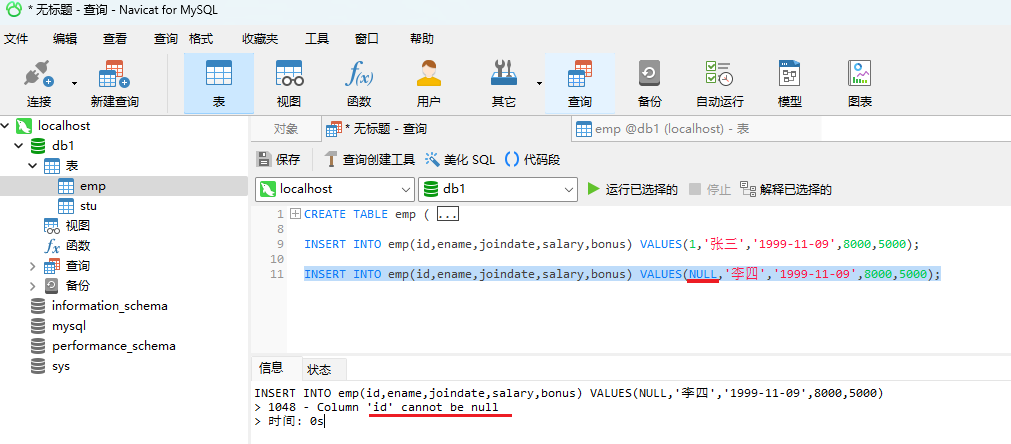 * 无标题 - 查询 - Navicat for MySQL
文件 编辑 查看 查询 格式 收藏夹 工具 窗口 帮助
连接 新建查询 表 视图 函数 用户 其它 查询 备份 自动运行 模型 图表
localhost
db1
表
emp
stu
视图
函数
查询
备份
information_schema
mysql
performance_schema
sys
对象 * 无标题 - 查询 emp @db1 (localhost) - 表
保存 查询创建工具 美化 SQL () 代码段
localhost db1 运行已选择的 停止 解释已选择的
1 CREATE TABLE emp ( ...
8
9 INSERT INTO emp(id,ename,joindate,salary,bonus) VALUES(1,'张三','1999-11-09',8000,5000);
10
11 INSERT INTO emp(id,ename,joindate,salary,bonus) VALUES(NULL,'李四','1999-11-09',8000,5000);
信息 状态
INSERT INTO emp(id,ename,joindate,salary,bonus) VALUES(NULL,'李四','1999-11-09',8000,5000)
> 1048 - Column 'id' cannot be null
> 时间: 0s